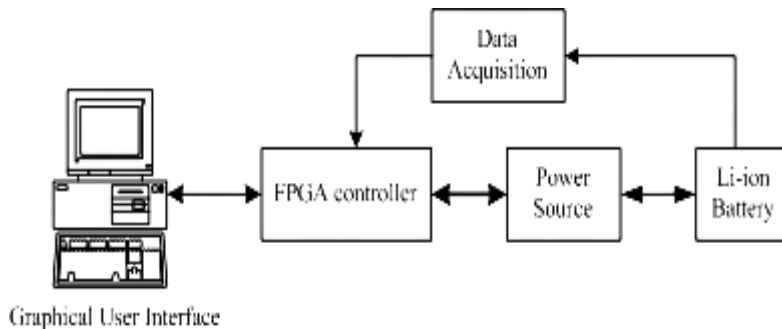 Data
Acquisition
FPGA controller
Power
Source
Li-ion
Battery
Graphical User Interface